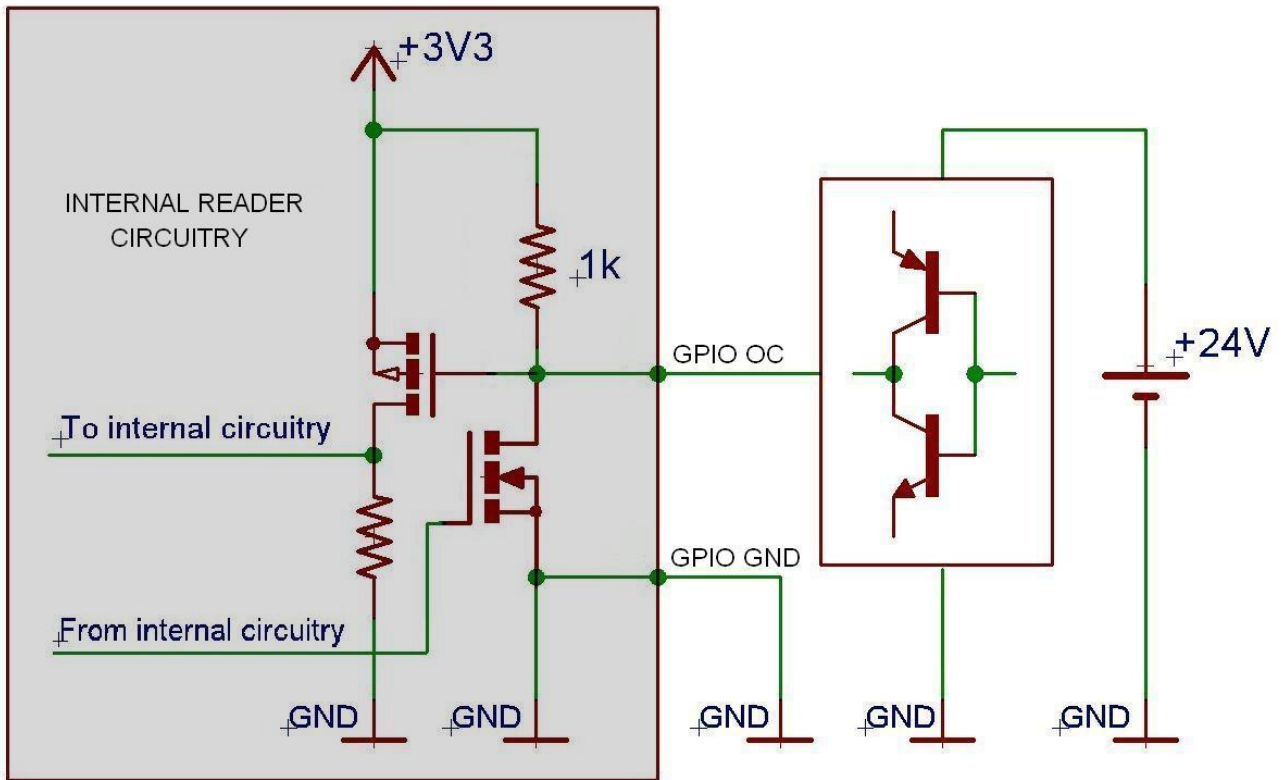 +3V3
INTERNAL READER
CIRCUITRY
1k
GPIO OC
+24V
To internal circuitry
GPIO GND
From internal circuitry
GND
GND
GND
GND
GND